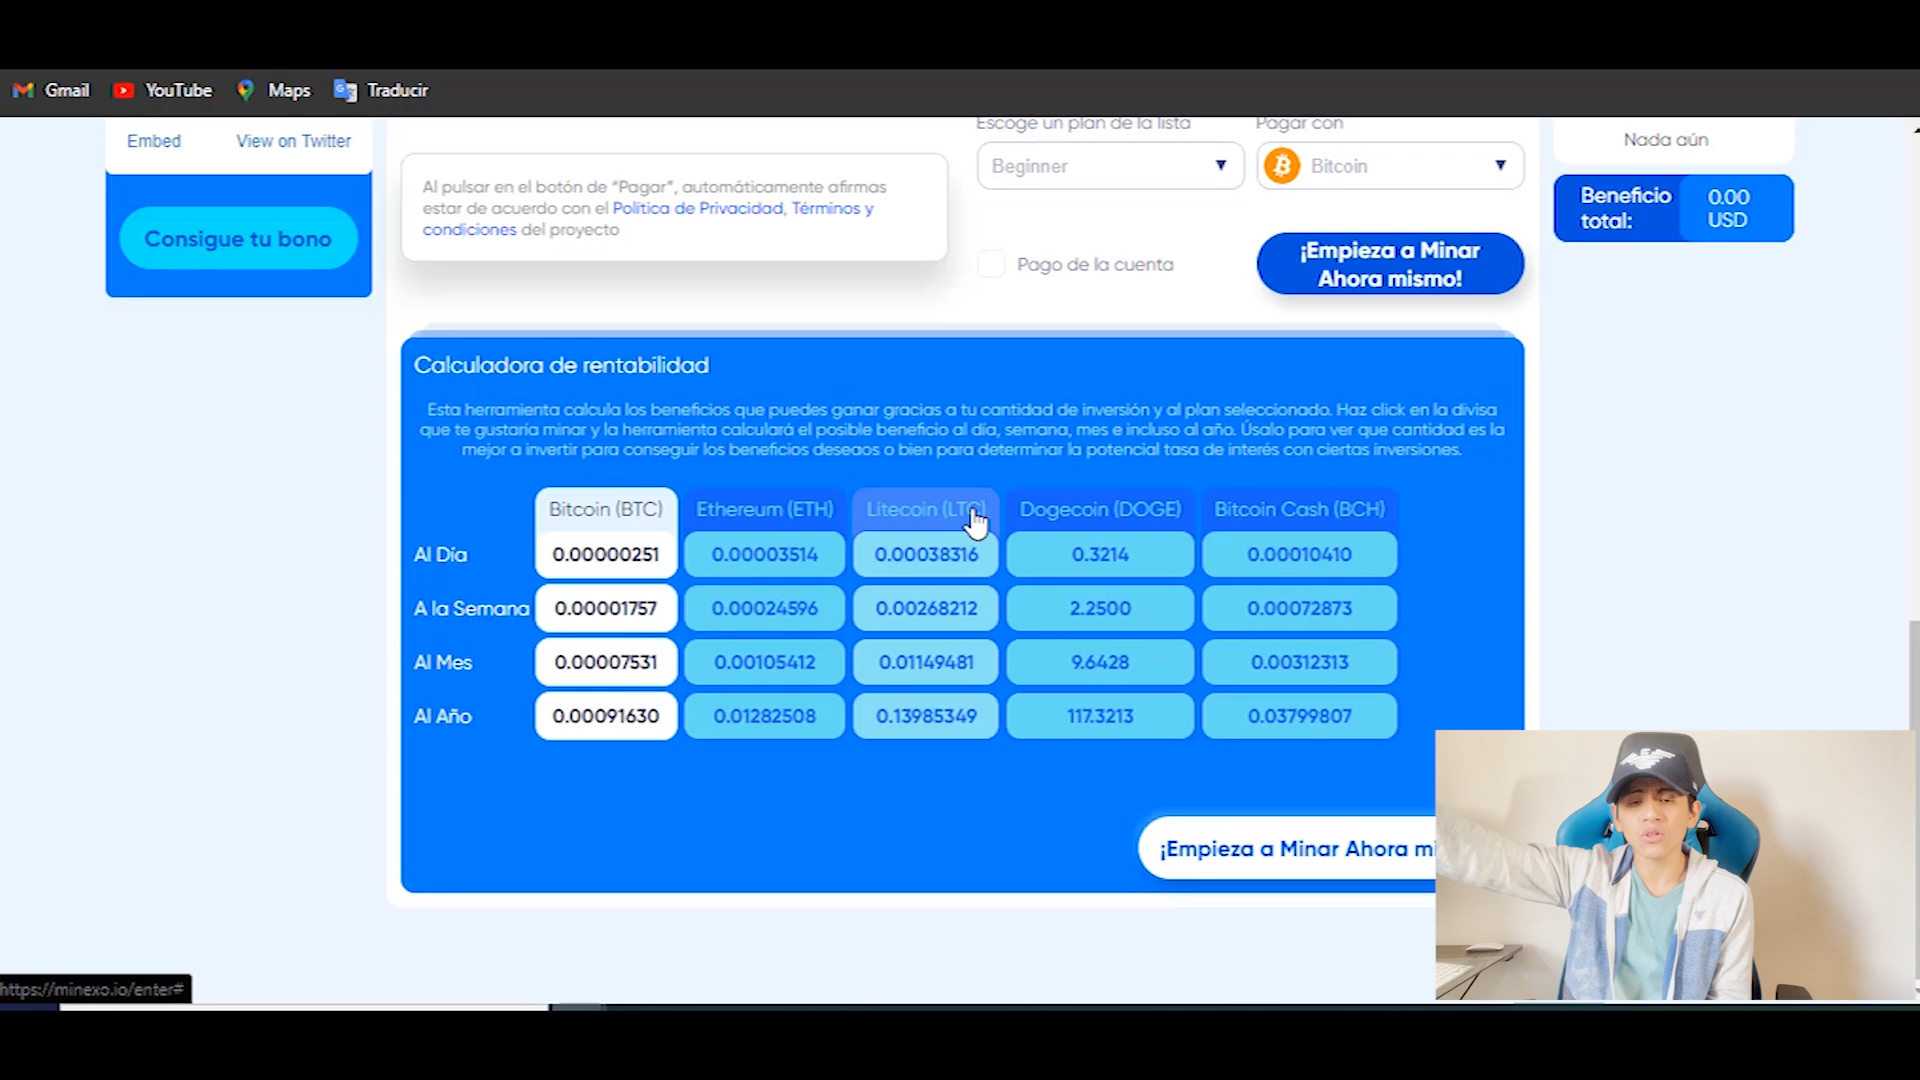 Gmail YouTube Maps Traducir
Embed View on Twitter
Consigue tu bono
Al pulsar en el botón de “Pagar”, automáticamente afirmas
estar de acuerdo con el Política de Privacidad, Términos y
condiciones del proyecto
Escoge un plan de la lista Pagar con
Beginner Bitcoin
Pago de la cuenta
¡Empieza a Minar
Ahora mismo!
Nada aún
Beneficio
total:
0.00
USD
Calculadora de rentabilidad
Esta herramienta calcula los beneficios que puedes ganar gracias a tu cantidad de inversión y al plan seleccionado. Haz click en la divisa
que te gustaría minar y la herramienta calculará el posible beneficio al día, semana, mes e incluso al año. Úsalo para ver que cantidad es la
mejor a invertir para conseguir los beneficios deseaos o bien para determinar la potencial tasa de interés con ciertas inversiones.
Bitcoin (BTC) Ethereum (ETH) Litecoin (LTC) Dogecoin (DOGE) Bitcoin Cash (BCH)
Al Día 0.00000251 0.00003514 0.00038316 0.3214 0.00010410
A la Semana 0.00001757 0.00024596 0.00268212 2.2500 0.00072873
Al Mes 0.00007531 0.00105412 0.01149481 9.6428 0.00312313
Al Año 0.00091630 0.01282508 0.13985349 117.3213 0.03799807
¡Empieza a Minar Ahora mi
https://minexo.io/enter#